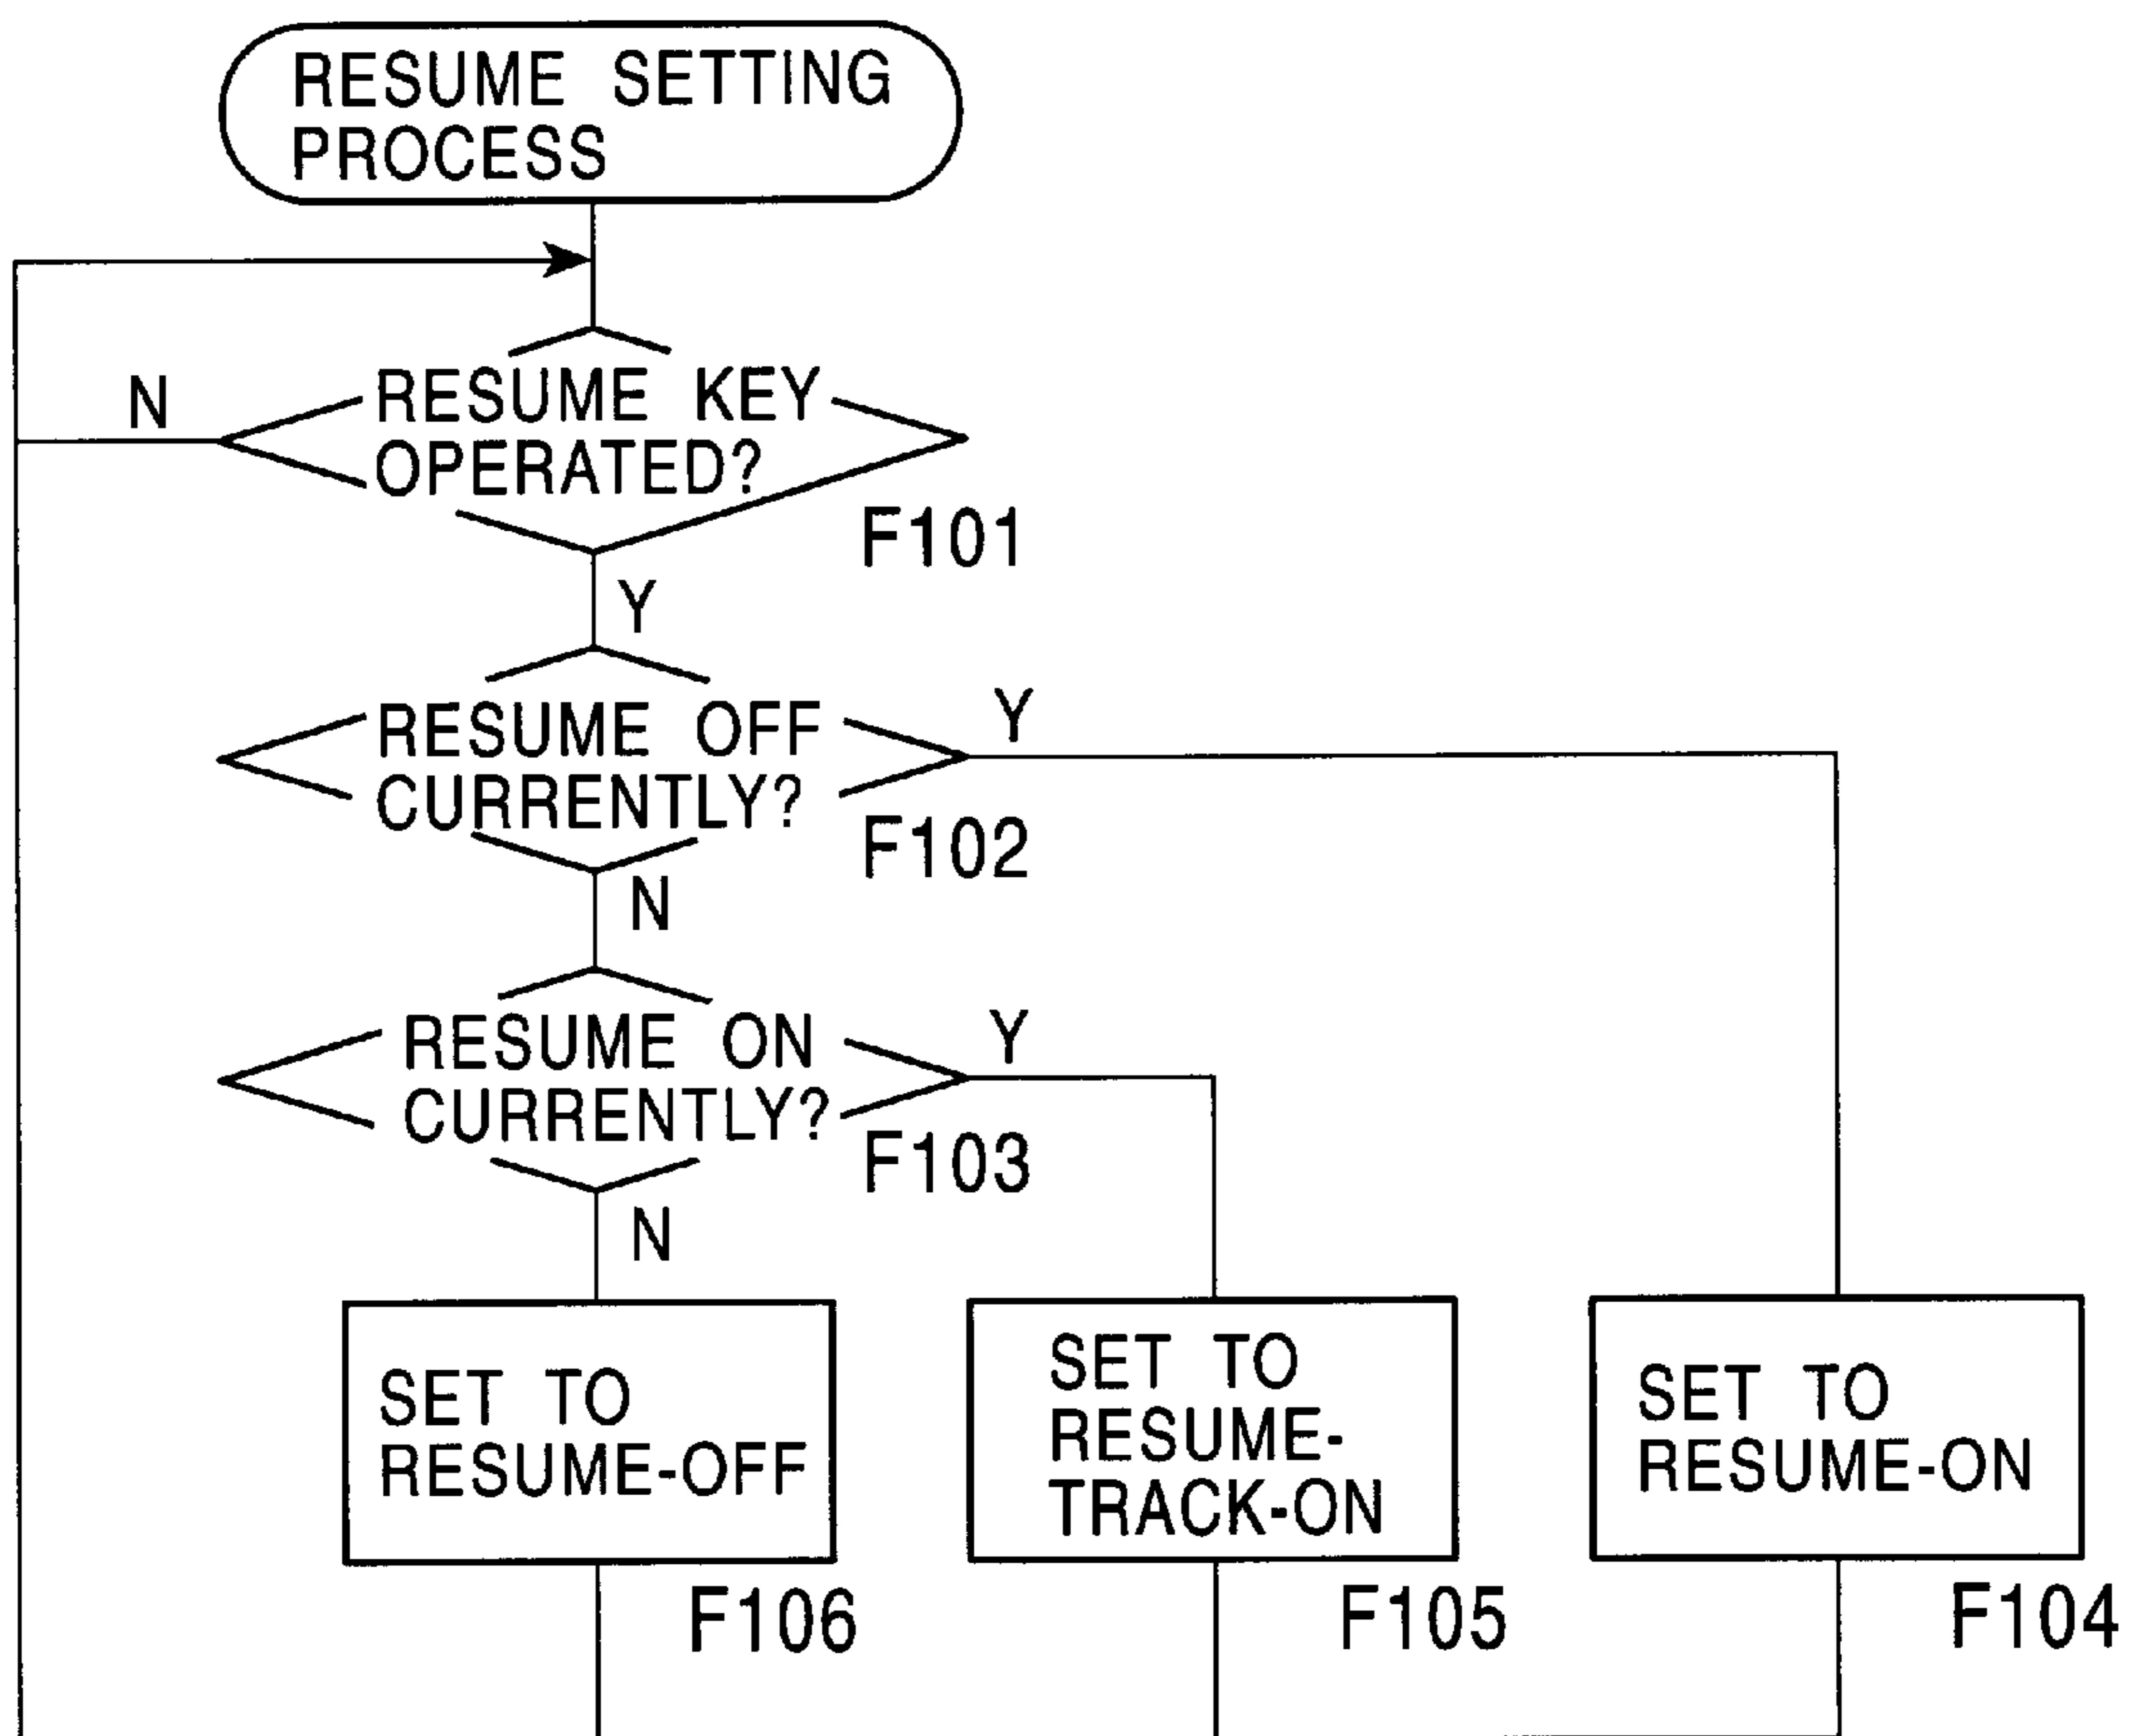 RESUME SETTING
PROCESS
RESUME KEY
OPERATED?
N
F101
Y
RESUME OFF
CURRENTLY?
Y
F102
N
RESUME ON
CURRENTLY?
Y
F103
N
SET TO
RESUME-OFF
F106
SET TO
RESUME-
TRACK-ON
F105
SET TO
RESUME-ON
F104